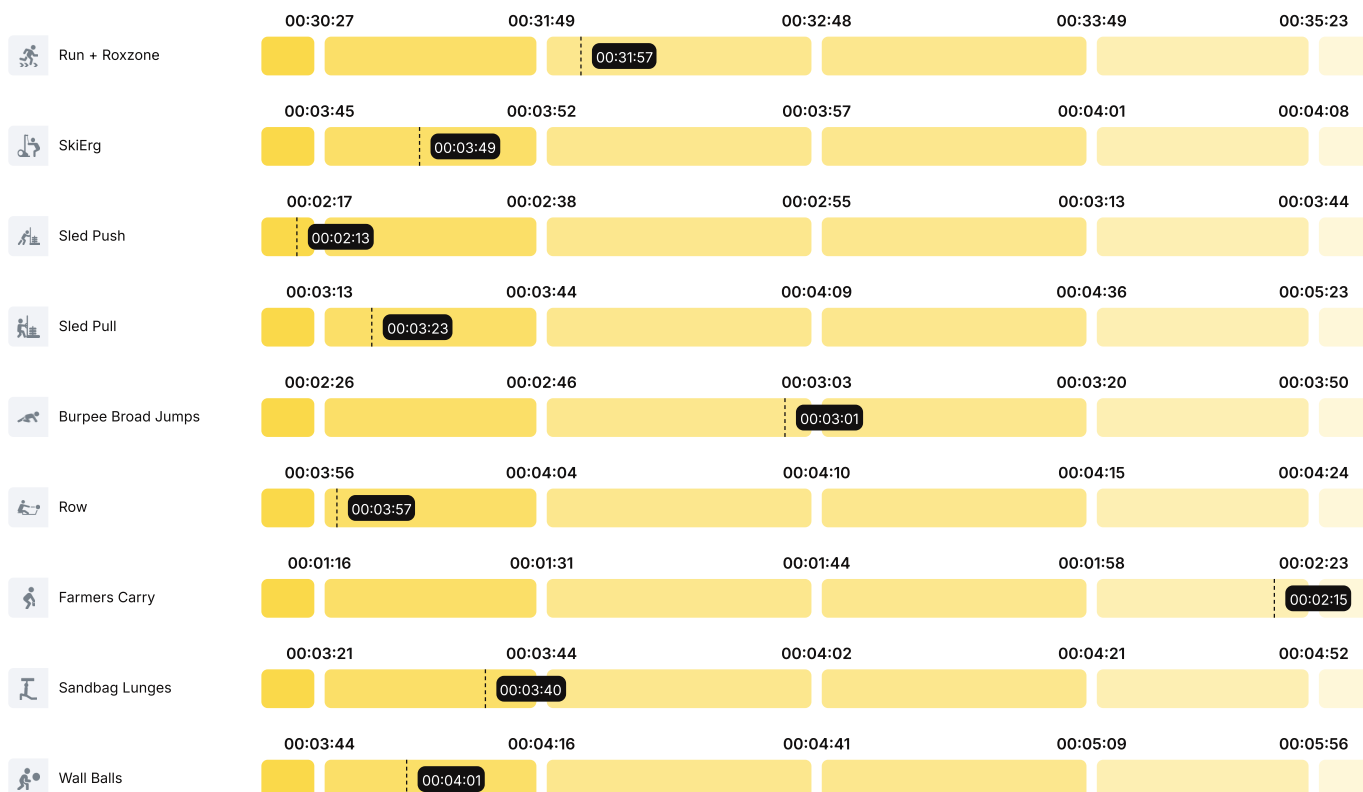 00:30:27 00:31:49 00:32:48 00:33:49 00:35:23
Run + Roxzone 00:31:57
00:03:45 00:03:52 00:03:57 00:04:01 00:04:08
SkiErg 00:03:49
00:02:17 00:02:38 00:02:55 00:03:13 00:03:44
Sled Push 00:02:13
00:03:13 00:03:44 00:04:09 00:04:36 00:05:23
Sled Pull 00:03:23
00:02:26 00:02:46 00:03:03 00:03:20 00:03:50
Burpee Broad Jumps 00:03:01
00:03:56 00:04:04 00:04:10 00:04:15 00:04:24
Row 00:03:57
00:01:16 00:01:31 00:01:44 00:01:58 00:02:23
Farmers Carry 00:02:15
00:03:21 00:03:44 00:04:02 00:04:21 00:04:52
Sandbag Lunges 00:03:40
00:03:44 00:04:16 00:04:41 00:05:09 00:05:56
Wall Balls 00:04:01